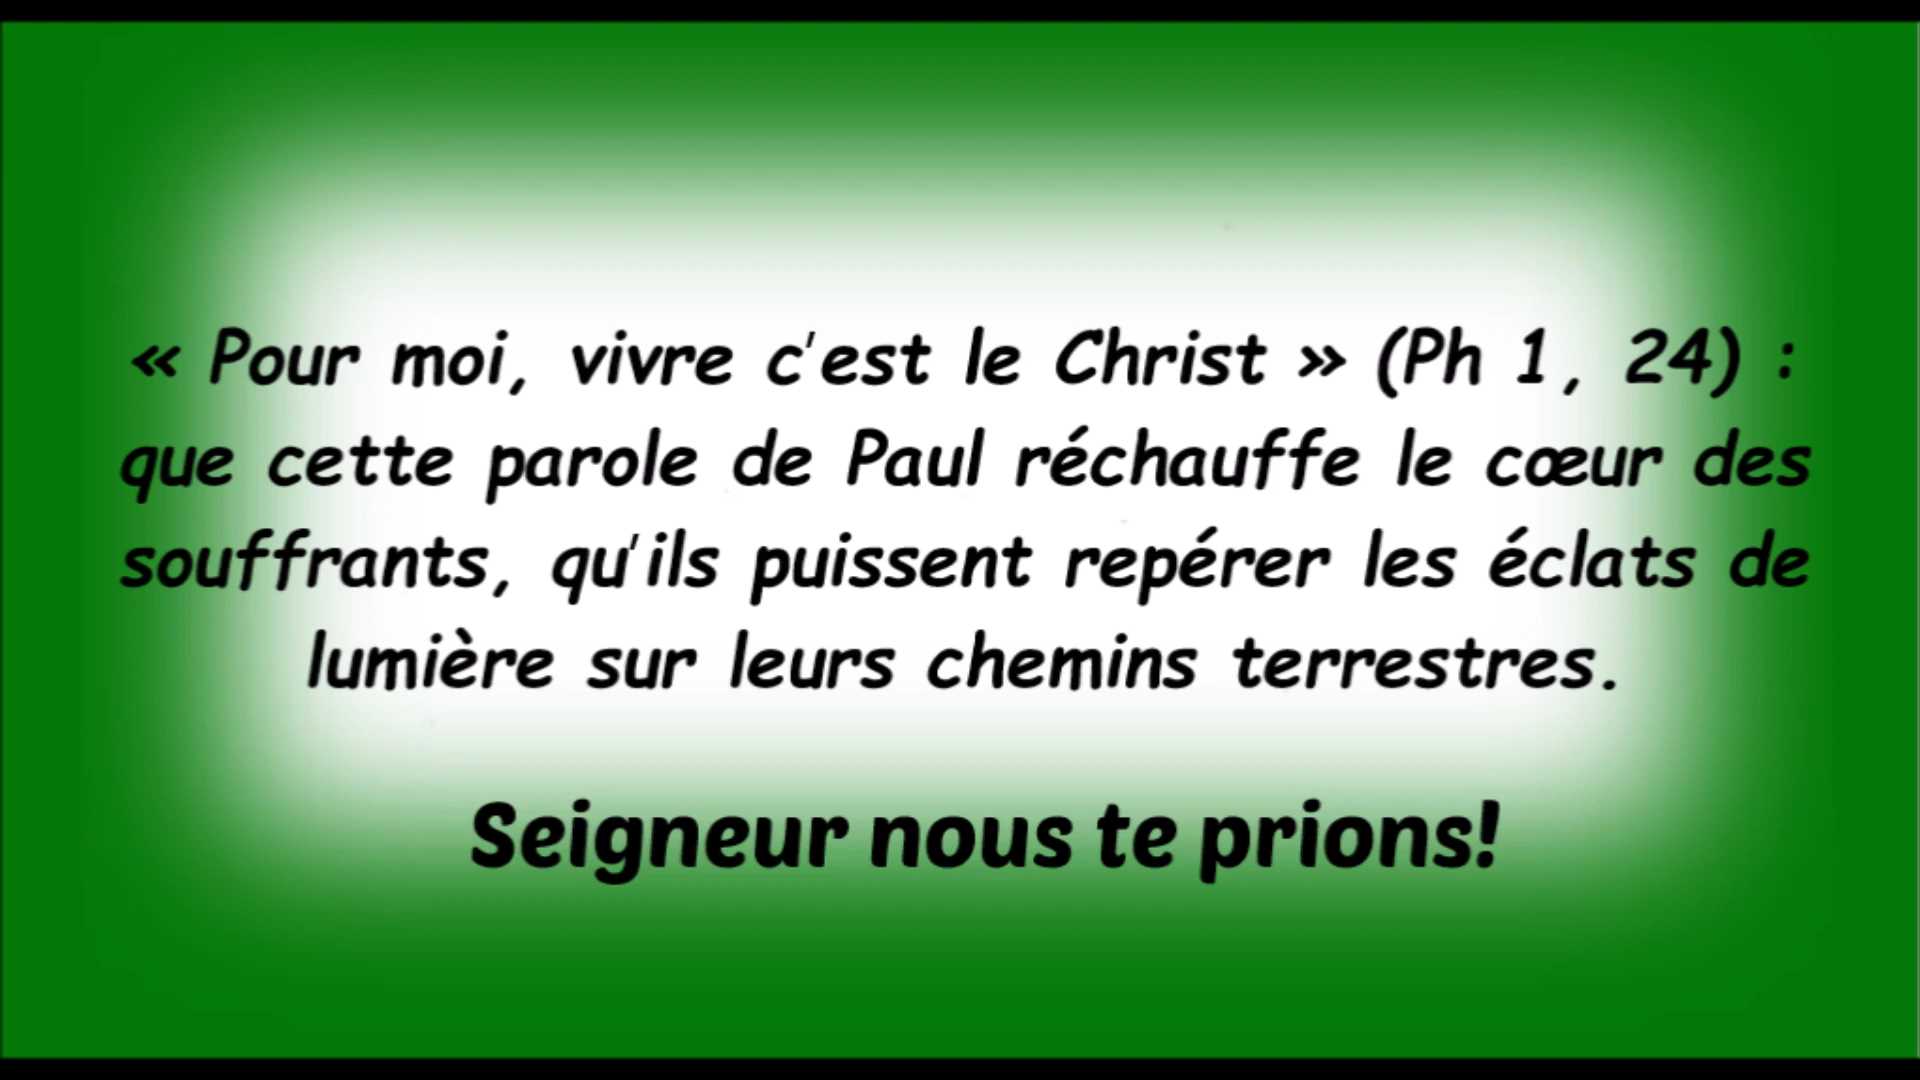 « Pour moi, vivre c'est le Christ » (Ph 1, 24) :
que cette parole de Paul réchauffe le cœur des
souffrants, qu'ils puissent repérer les éclats de
lumière sur leurs chemins terrestres.
Seigneur nous te prions!